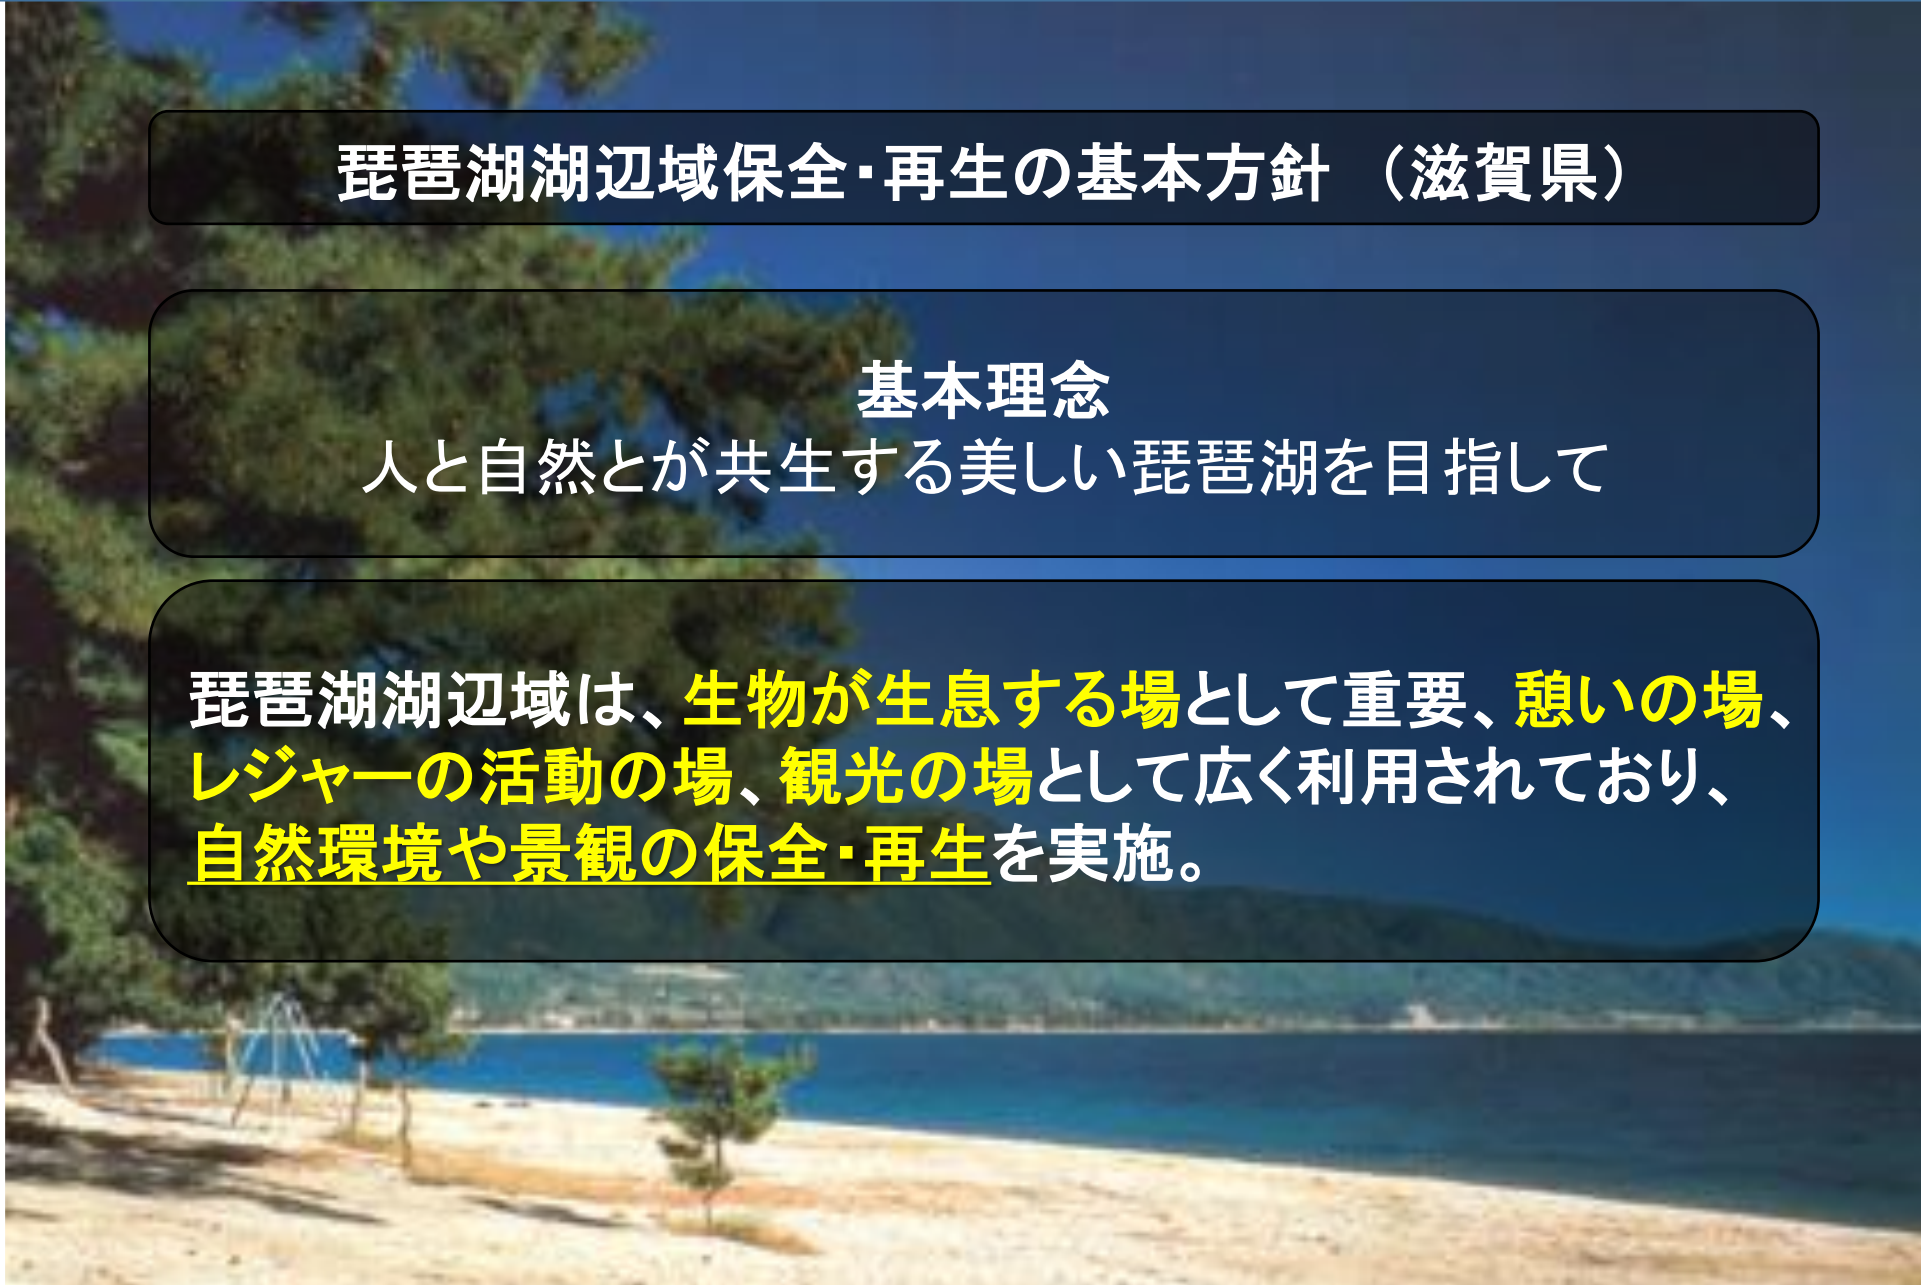 琵琶湖湖辺域保全・再生の基本方針 （滋賀県）
基本理念
人と自然とが共生する美しい琵琶湖を目指して
琵琶湖湖辺域は、生物が生息する場として重要、憩いの場、
レジャーの活動の場、観光の場として広く利用されており、
自然環境や景観の保全・再生を実施。